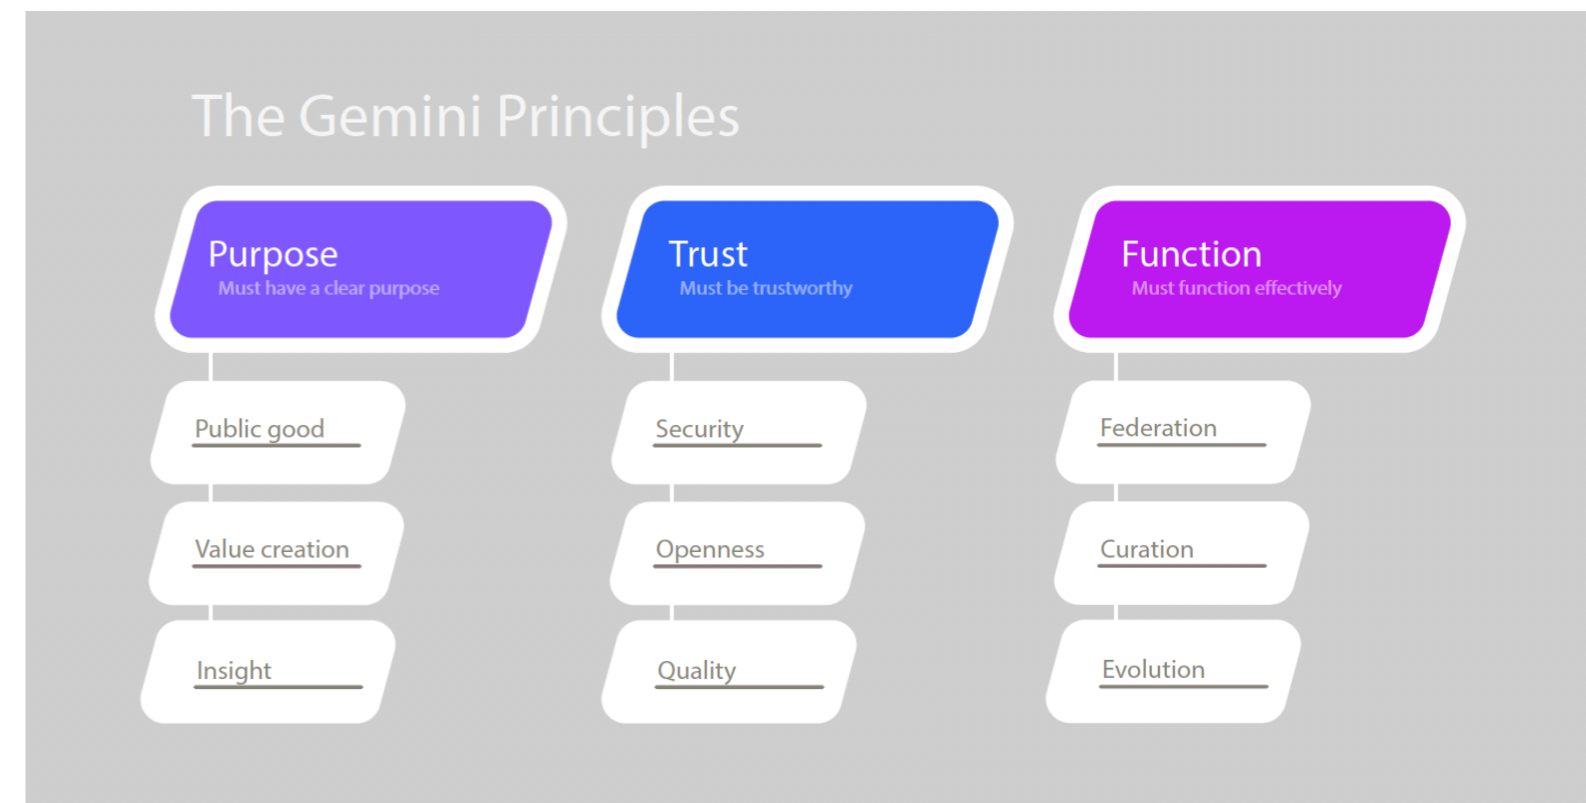 The Gemini Principles
Purpose
Must have a clear purpose
Public good
Value creation
Insight
Trust
Must be trustworthy
Security
Openness
Quality
Function
Must function effectively
Federation
Curation
Evolution